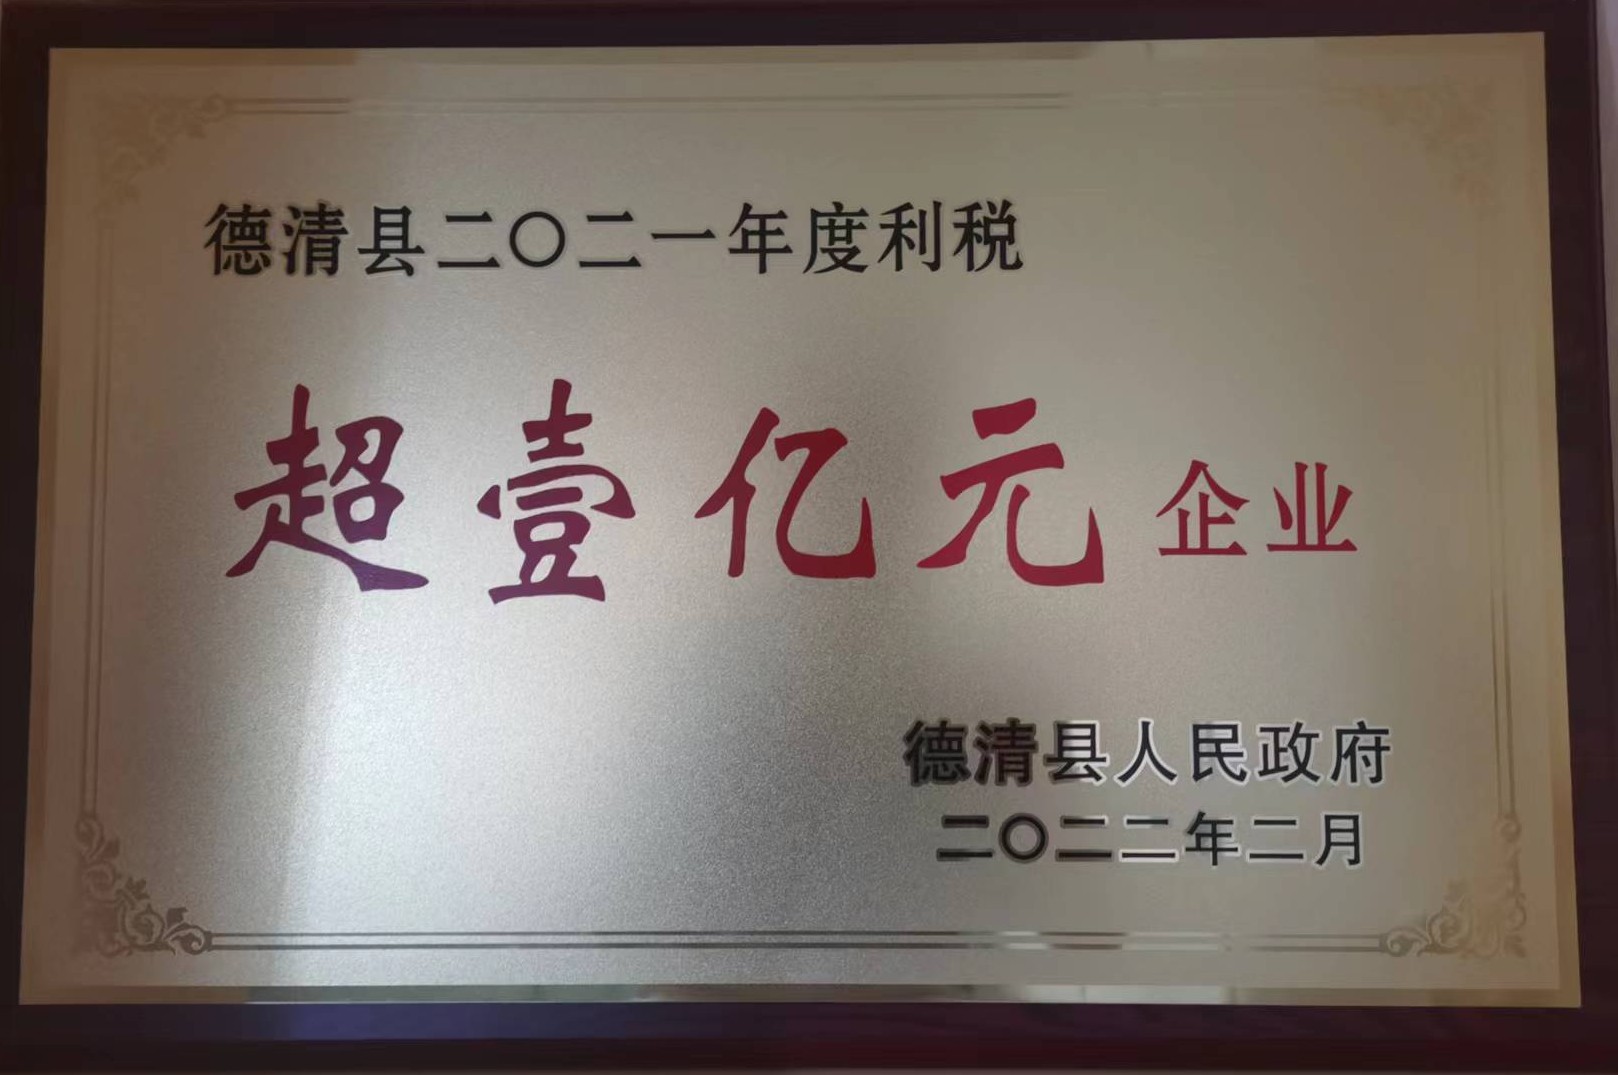 德清县二〇二一年度利税
超壹亿元企业
德清县人民政府
二〇二二年二月